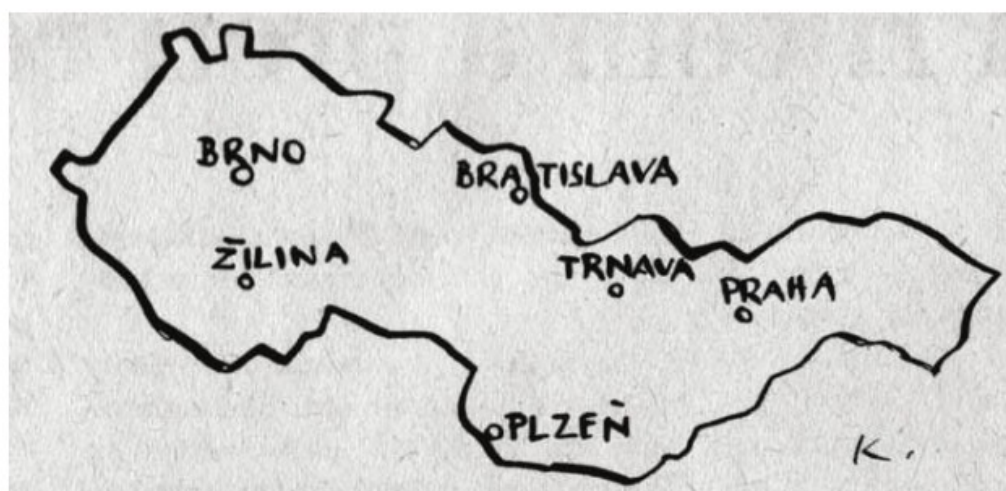 BRNO
BRATISLAVA
ŽILINA
TRNAVA
PRAHA
PLZEŇ
K.